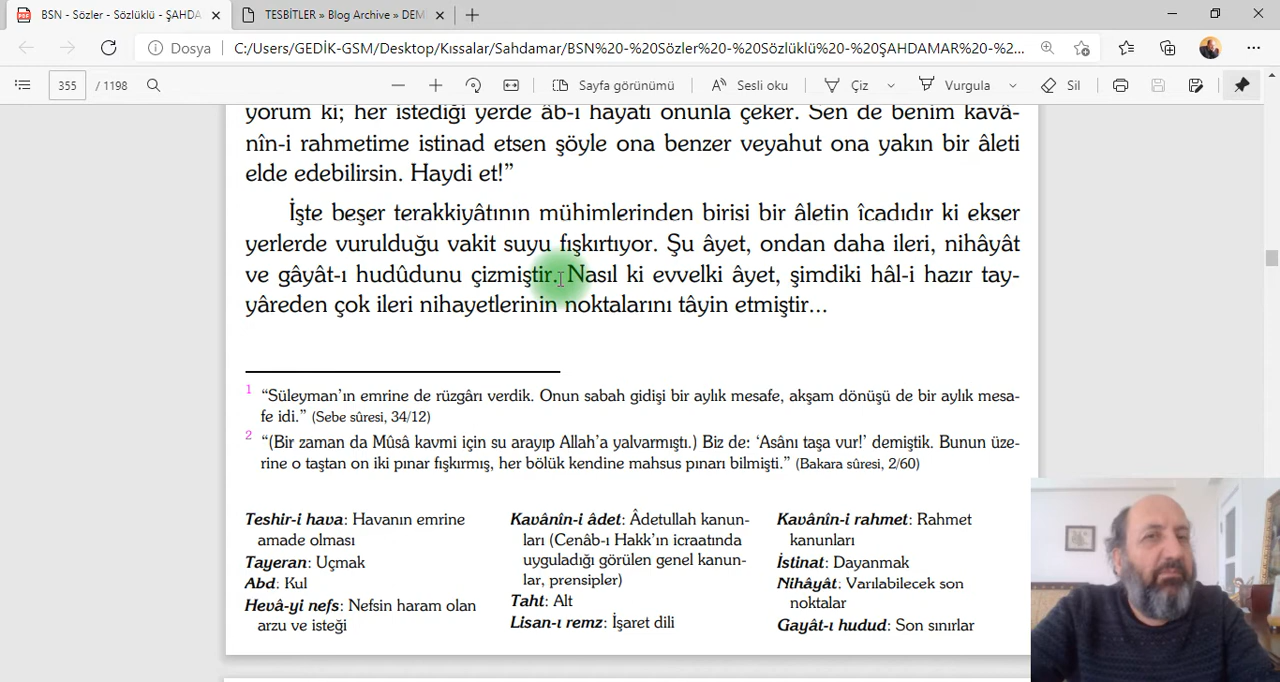 BSN - Sözler - Sözlüklü - ŞAHDA
TESBİTLER » Blog Archive » DEM
Dosya
C:/Users/GEDİK-GSM/Desktop/Kıssalar/Sahdamar/BSN%20-%20Sözler%20-%20Sözlüklü%20-%20ŞAHDAMAR%20-%...
355 / 1198
Sayfa görünümü
Sesli oku
Çiz
Vurgula
Sil
yorum ki; her istediği yerde âb-ı hayatı onunla çeker. Sen de benim kavâ-
nîn-i rahmetime istinad etsen şöyle ona benzer veyahut ona yakın bir âleti
elde edebilirsin. Haydi et!”
İşte beşer terakkiyâtının mühimlerinden birisi bir âletin îcadıdır ki ekser
yerlerde vurulduğu vakit suyu fışkırtıyor. Şu âyet, ondan daha ileri, nihâyât
ve gâyât-ı hudûdunu çizmiştir. Nasıl ki evvelki âyet, şimdiki hâl-i hazır tay-
yâreden çok ileri nihayetlerinin noktalarını tâyin etmiştir...
1 “Süleyman’ın emrine de rüzgârı verdik. Onun sabah gidişi bir aylık mesafe, akşam dönüşü de bir aylık mesa-
fe idi.” (Sebe sûresi, 34/12)
2 “(Bir zaman da Mûsâ kavmi için su arayıp Allah’a yalvarmıştı.) Biz de: ‘Asânı taşa vur!’ demiştik. Bunun üze-
rine o taştan on iki pınar fışkırmış, her bölük kendine mahsus pınarı bilmişti.” (Bakara sûresi, 2/60)
Teshir-i hava: Havanın emrine
amade olması
Tayeran: Uçmak
Abd: Kul
Hevâ-yi nefs: Nefsin haram olan
arzu ve isteği
Kavânîn-i âdet: Âdetullah kanun-
ları (Cenâb-ı Hakk’ın icraatında
uyguladığı görülen genel kanun-
lar, prensipler)
Taht: Alt
Lisan-ı remz: İşaret dili
Kavânîn-i rahmet: Rahmet
kanunları
İstinat: Dayanmak
Nihâyât: Varılabilecek son
noktalar
Gayât-ı hudud: Son sınırlar